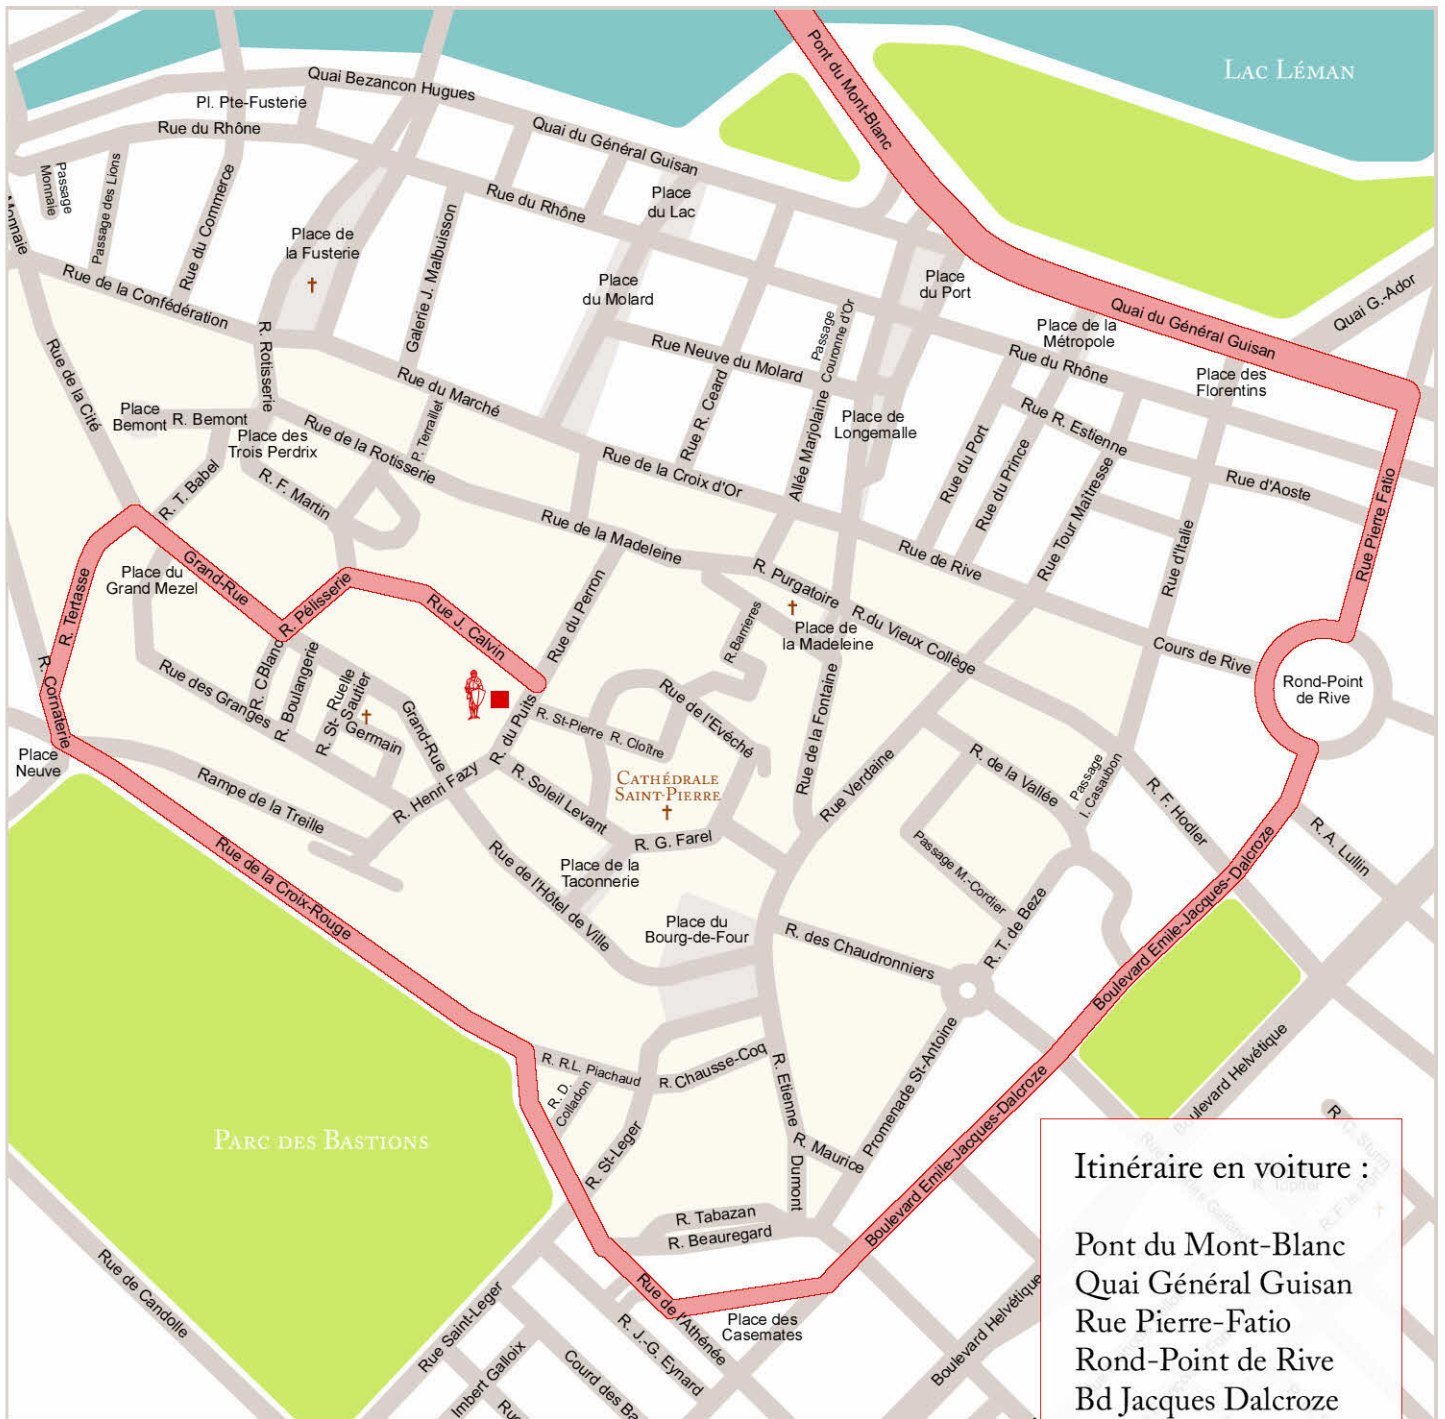 LAC LÉMAN
Pont du Mont-Blanc
Quai Bezancon Hugues
Pl. Pte-Fusterie
Rue du Rhône
Quai du Général Guisan
Passage
Monnaie
Passage des Lions
Rue du Commerce
Monnaie
Place
du Lac
Rue du Rhône
Place de
la Fusterie
Galerie J. Malbuisson
Place
du Molard
Place
du Port
Quai G.-Ador
Rue de la Confédération
Quai du Général Guisan
Place de la
Métropole
Passage
Couronne d'Or
Rue Neuve du Molard
Rue du Rhône
Place des
Florentins
R. Rotisserie
Rue de la Cité
Rue du Marché
Rue R. Ceard
Place
Bemont
R. Bemont
Place des
Trois Perdrix
Rue de la Rotisserie
P. Terraillet
Allée Marjolaine
Place de
Longemalle
Rue R. Estienne
Rue du Port
Rue du Prince
Rue Tour Maîtresse
Rue d'Aoste
Rue Pierre Fatio
Rue de la Croix d'Or
R. T. Babel
R. F. Martin
Rue de la Madeleine
Rue de Rive
Rue d'Italie
Place du
Grand Mezel
Grand-Rue
R. Pélisserie
R. Tertasse
Rue J. Calvin
Rue du Perron
R. Purgatoire
R.du Vieux Collège
R.Barrieres
Place de
la Madeleine
Cours de Rive
Rond-Point
de Rive
R. Cornaterie
Rue des Granges
R. C.Blanc
R. Boulangerie
Ruelle
St-Sautier
R. St-
Germain
Grand-Rue
R. du Puits
R. St-Pierre
R. Cloître
Rue de l'Evéché
Rue de la Fontaine
Place
Neuve
Rampe de la Treille
R. Henri Fazy
R. Soleil Levant
CATHÉDRALE
SAINT-PIERRE
Rue Verdaine
R. de la Vallée
Passage
I. Casaubon
R. F. Hodler
R. A. Lullin
Rue de la Croix-Rouge
Rue de l'Hôtel de Ville
R. G. Farel
Place de la
Taconnerie
Passage M.-Cordier
R. T. de Beze
Place du
Bourg-de-Four
R. des Chaudronniers
Boulevard Emile-Jacques-Dalcroze
Boulevard Helvétique
PARC DES BASTIONS
R. R.L. Piachaud
R. Chausse-Coq
R. D.
Colladon
R. St-Leger
R. Etienne
Dumont
R. Maurice
Promenade St-Antoine
Boulevard Emile-Jacques-Dalcroze
R. Tabazan
R. Beauregard
Rue de Candolle
Rue Saint-Leger
Rue de l'Athénée
Place des
Casemates
R. J.-G. Eynard
Imbert Galloix
Courd des Ba
Boulevard Helvétique
Itinéraire en voiture :
Pont du Mont-Blanc
Quai Général Guisan
Rue Pierre-Fatio
Rond-Point de Rive
Bd Jacques Dalcroze